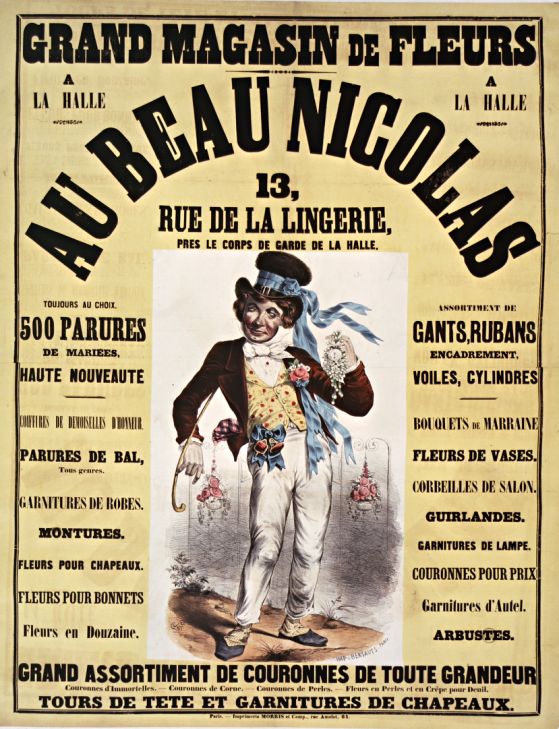 GRAND MAGASIN DE FLEURS
A
LA HALLE
A
LA HALLE
AU BEAU NICOLAS
13,
RUE DE LA LINGERIE,
PRES LE CORPS DE GARDE DE LA HALLE.
TOUJOURS AU CHOIX.
500 PARURES
DE MARIÉES,
HAUTE NOUVEAUTÉ
COIFFURES DE DEMOISELLES D'HONNEUR.
PARURES DE BAL,
Tous genres.
GARNITURES DE ROBES.
MONTURES.
FLEURS POUR CHAPEAUX.
FLEURS POUR BONNETS
Fleurs en Douzaine.
ASSORTIMENT DE
GANTS, RUBANS
ENCADREMENT,
VOILES, CYLINDRES
BOUQUETS DE MARRAINE
FLEURS DE VASES.
CORBEILLES DE SALON.
GUIRLANDES.
GARNITURES DE LAMPE.
COURONNES POUR PRIX
Garnitures d'Autel.
ARBUSTES.
IMP. BERTAUTS PARIS
GRAND ASSORTIMENT DE COURONNES DE TOUTE GRANDEUR
Couronnes d'Immortelles. — Couronnes de Corne. — Couronnes de Perles. — Fleurs en Perles et en Crêpe pour Deuil.
TOURS DE TETE ET GARNITURES DE CHAPEAUX.
Paris. — Imprimerie MORRIS et Comp., rue Amelot, 64.